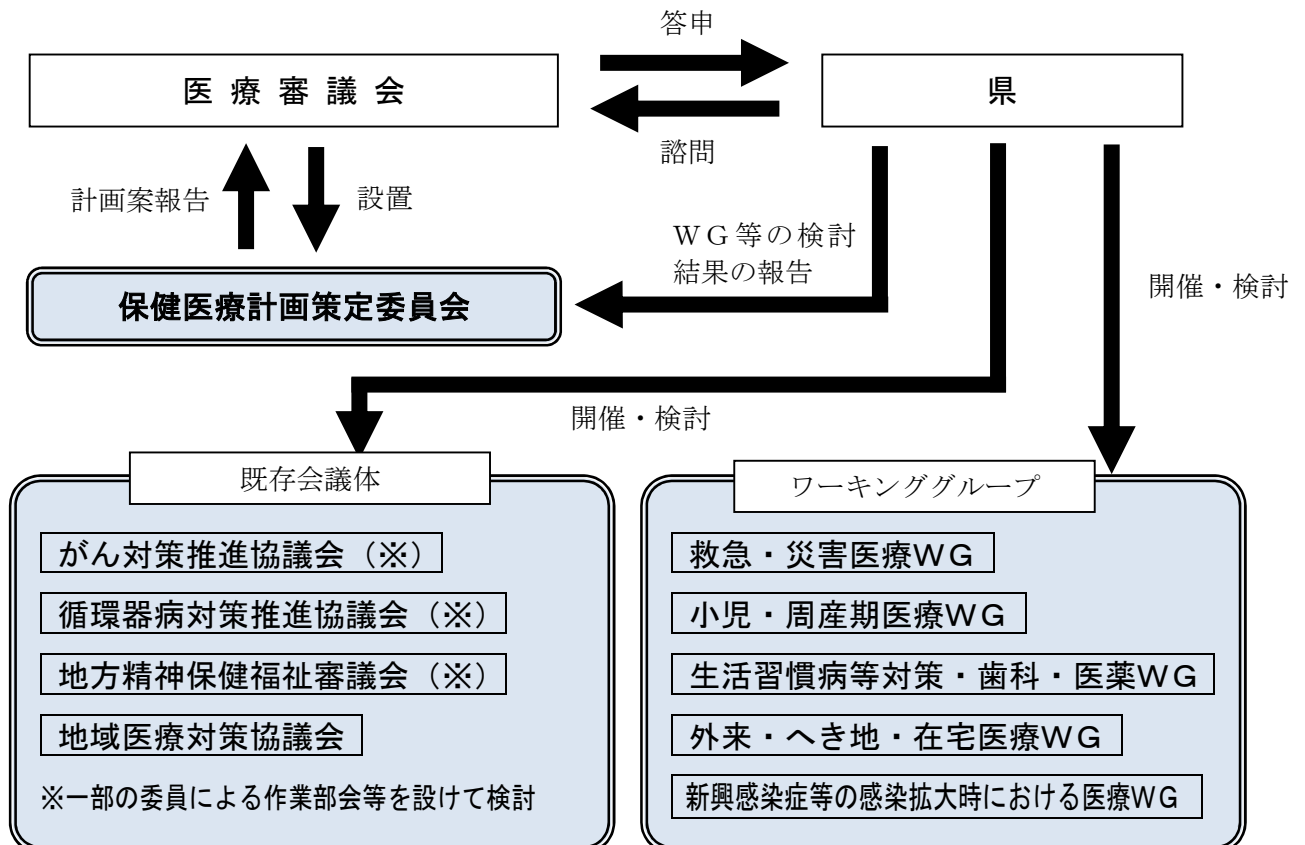 答申
医 療 審 議 会
県
諮問
計画案報告
設置
ＷＧ等の検討
結果の報告
開催・検討
保健医療計画策定委員会
開催・検討
既存会議体
がん対策推進協議会（※）
循環器病対策推進協議会（※）
地方精神保健福祉審議会（※）
地域医療対策協議会
※一部の委員による作業部会等を設けて検討
ワーキンググループ
救急・災害医療ＷＧ
小児・周産期医療ＷＧ
生活習慣病等対策・歯科・医薬ＷＧ
外来・へき地・在宅医療ＷＧ
新興感染症等の感染拡大時における医療ＷＧ